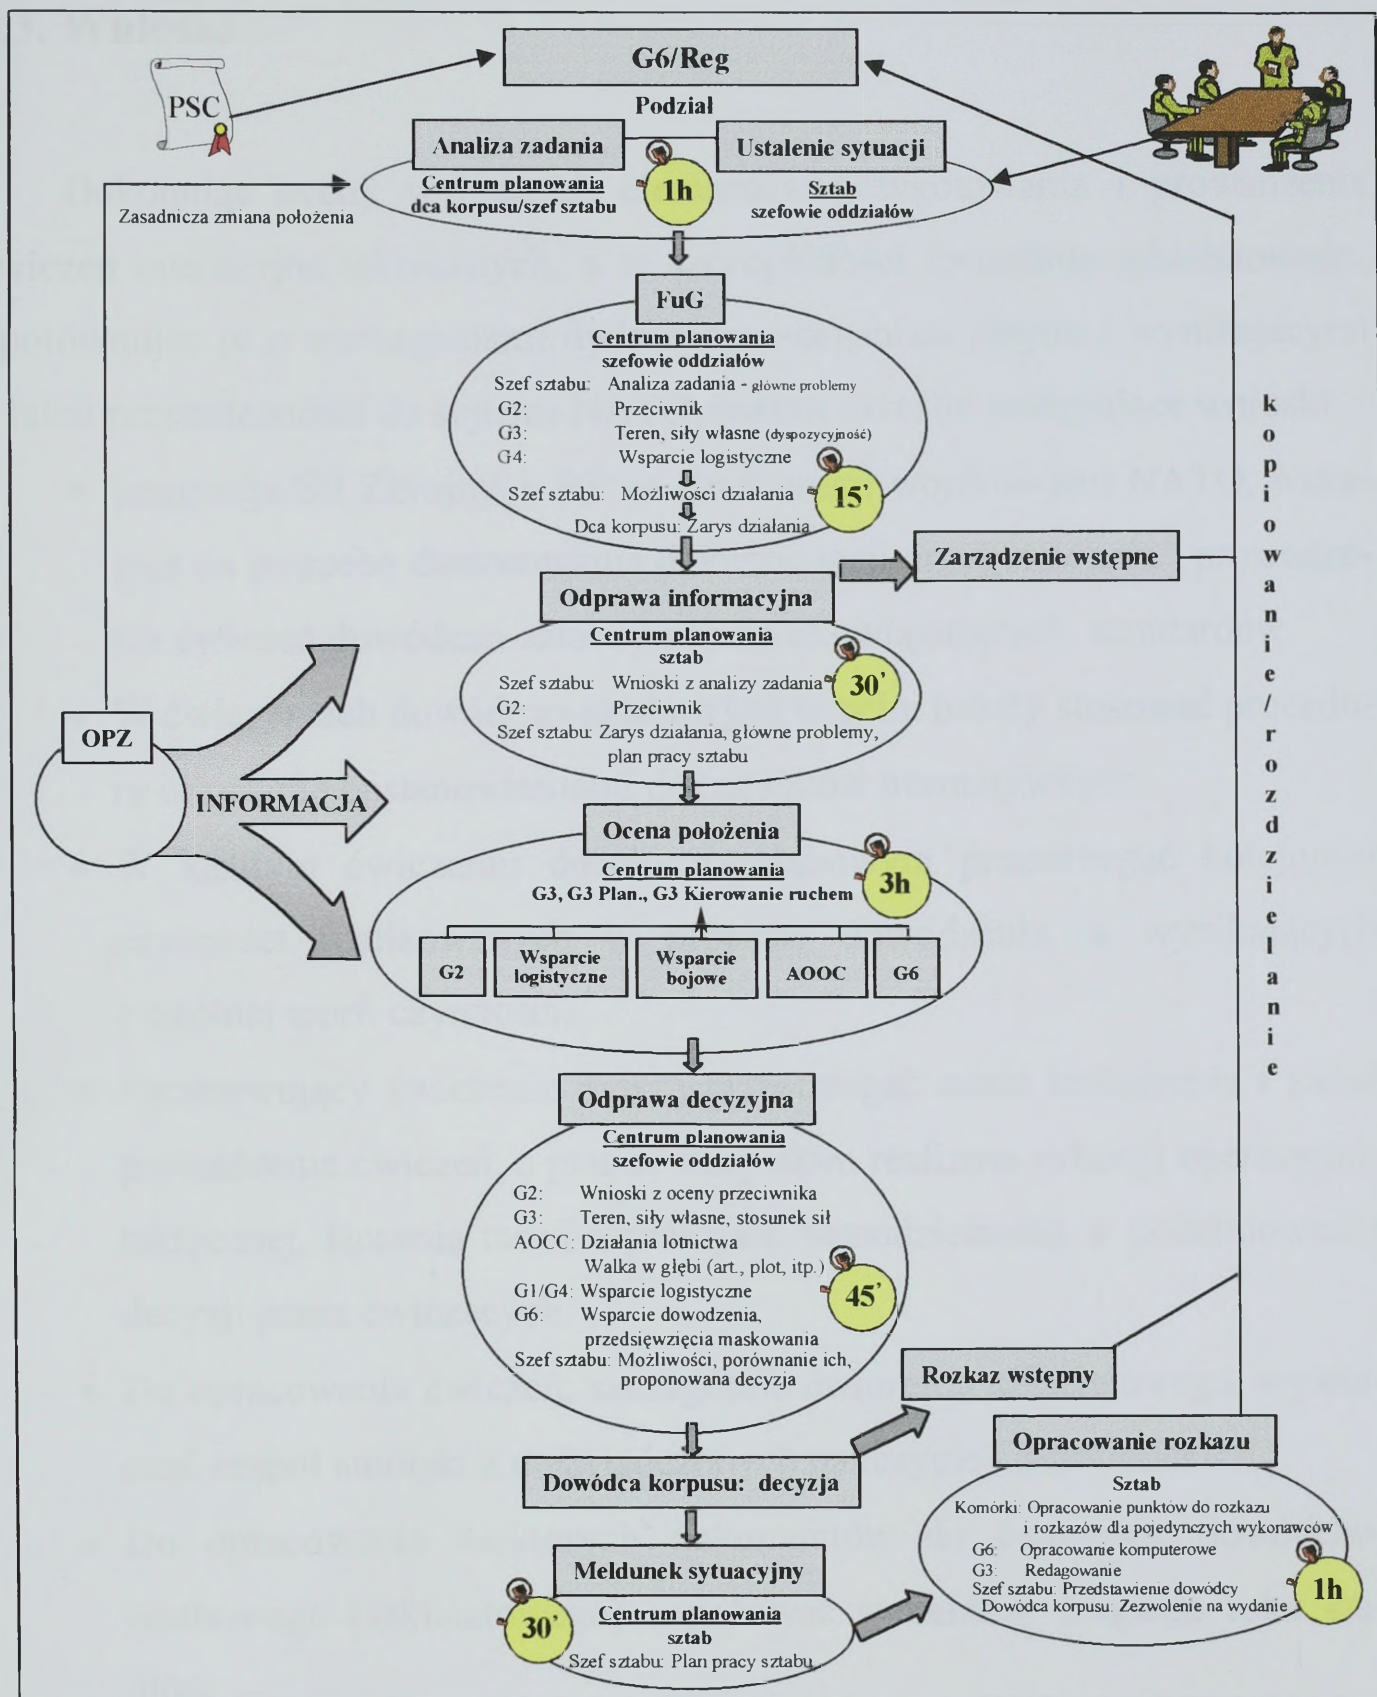 G6/Reg
PSC
Podział
Analiza zadania
Ustalenie sytuacji
Centrum planowania
dca korpusu/szef sztabu
1h
Sztab
szefowie oddziałów
Zasadnicza zmiana położenia
FuG
Centrum planowania
szefowie oddziałów
Szef sztabu: Analiza zadania - główne problemy
G2: Przeciwnik
G3: Teren, siły własne (dyspozycyjność)
G4: Wsparcie logistyczne
Szef sztabu: Możliwości działania
15'
Dca korpusu: Zarys działania
Zarządzenie wstępne
kopiowanie/rozdzielanie
Odprawa informacyjna
Centrum planowania
sztab
Szef sztabu: Wnioski z analizy zadania
30'
G2: Przeciwnik
Szef sztabu: Zarys działania, główne problemy,
plan pracy sztabu
OPZ
INFORMACJA
Ocena położenia
Centrum planowania
G3, G3 Plan., G3 Kierowanie ruchem
3h
G2
Wsparcie
logistyczne
Wsparcie
bojowe
AOOC
G6
Odprawa decyzyjna
Centrum planowania
szefowie oddziałów
G2: Wnioski z oceny przeciwnika
G3: Teren, siły własne, stosunek sił
AOCC: Działania lotnictwa
Walka w głębi (art., plot, itp.)
G1/G4: Wsparcie logistyczne
45'
G6: Wsparcie dowodzenia,
przedsięwzięcia maskowania
Szef sztabu: Możliwości, porównanie ich,
proponowana decyzja
Rozkaz wstępny
Dowódca korpusu: decyzja
Opracowanie rozkazu
Sztab
Komórki: Opracowanie punktów do rozkazu
i rozkazów dla pojedynczych wykonawców
G6: Opracowanie komputerowe
G3: Redagowanie
Szef sztabu: Przedstawienie dowódcy
Dowódca korpusu: Zezwolenie na wydanie
1h
Meldunek sytuacyjny
30'
Centrum planowania
sztab
Szef sztabu: Plan pracy sztabu